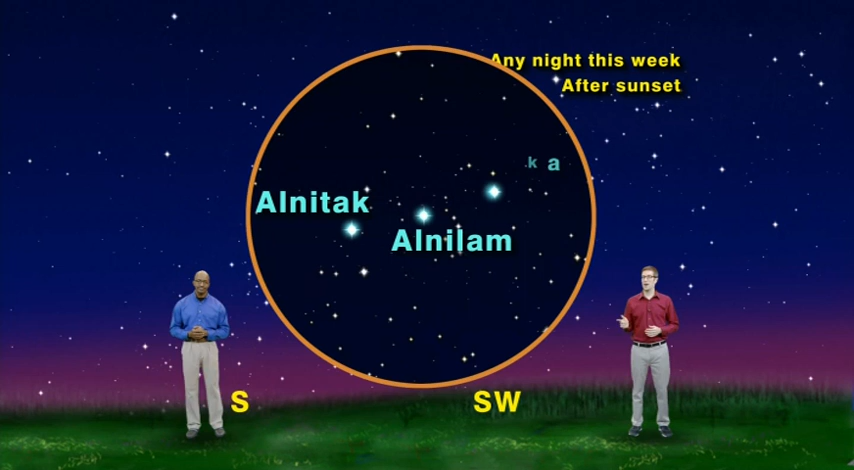 Any night this week
After sunset
k a
Alnitak
Alnilam
S SW